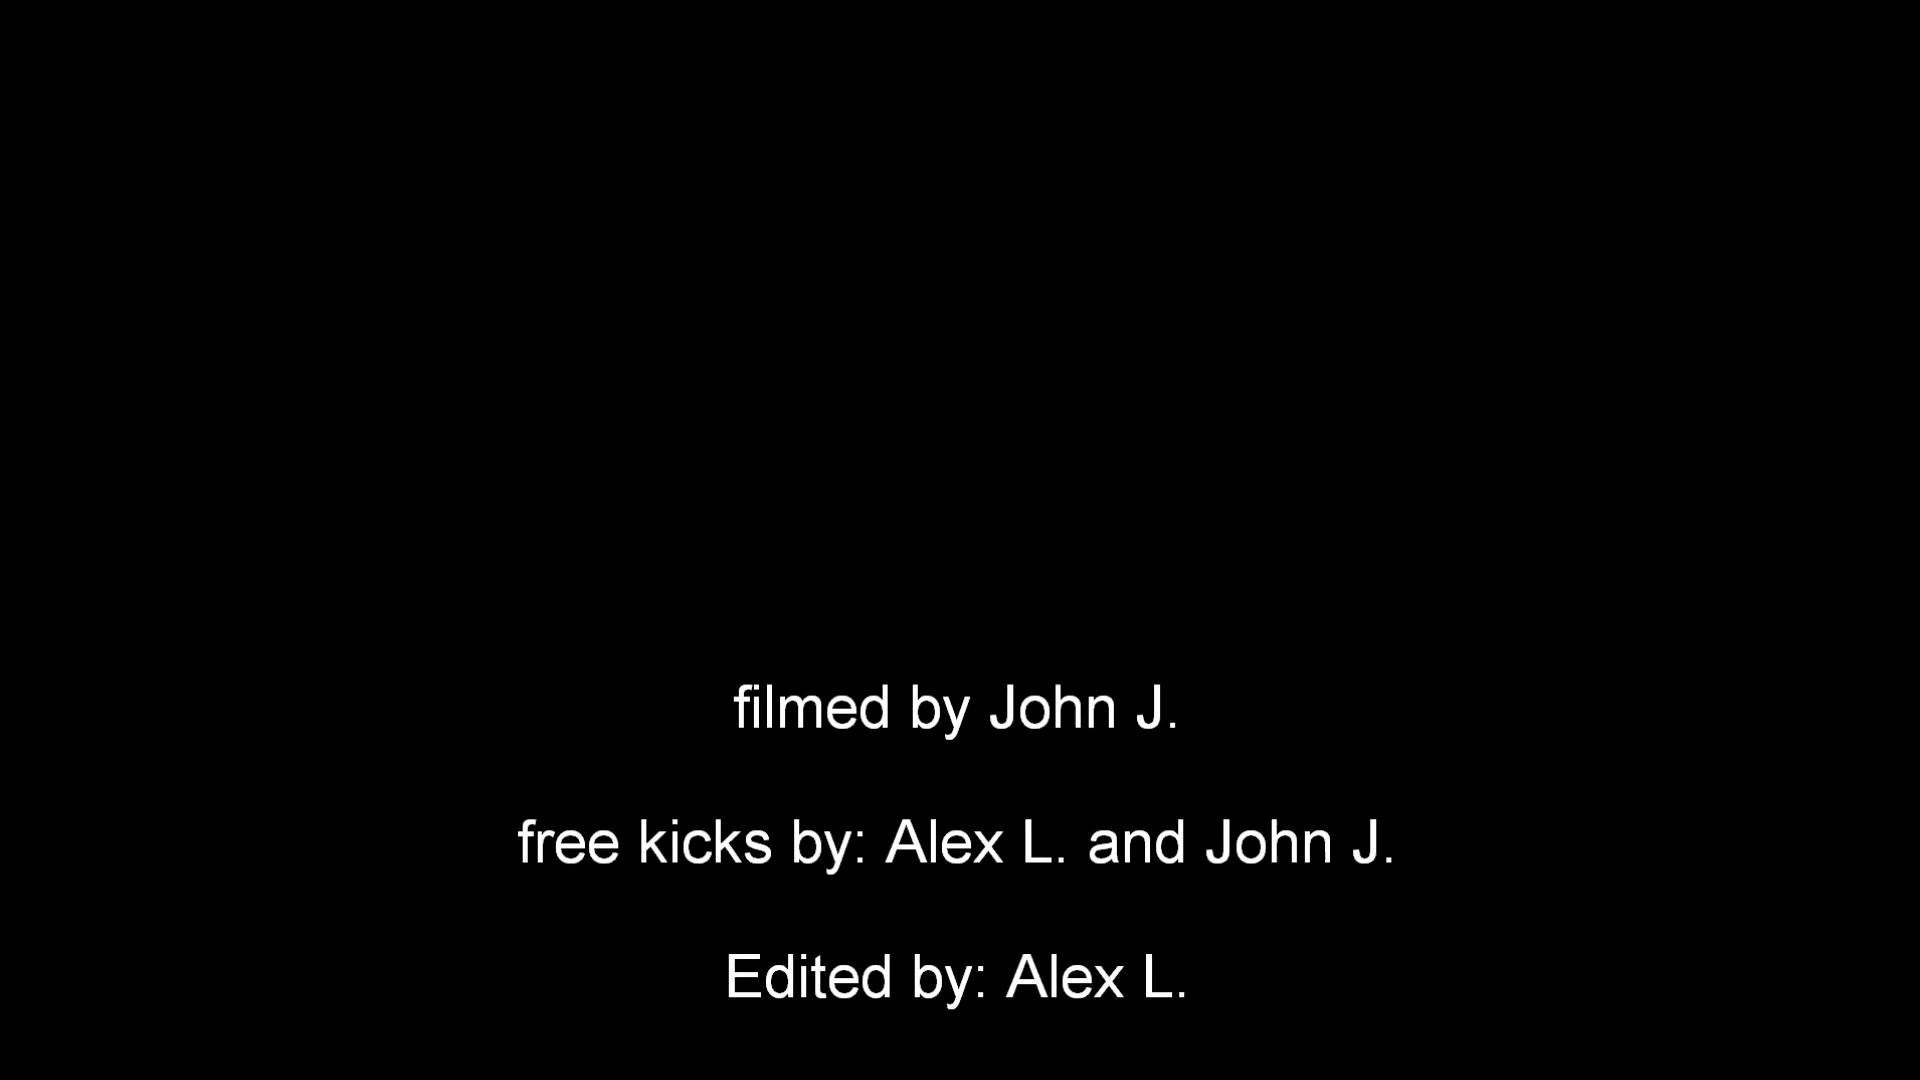 filmed by John J.
free kicks by: Alex L. and John J.
Edited by: Alex L.